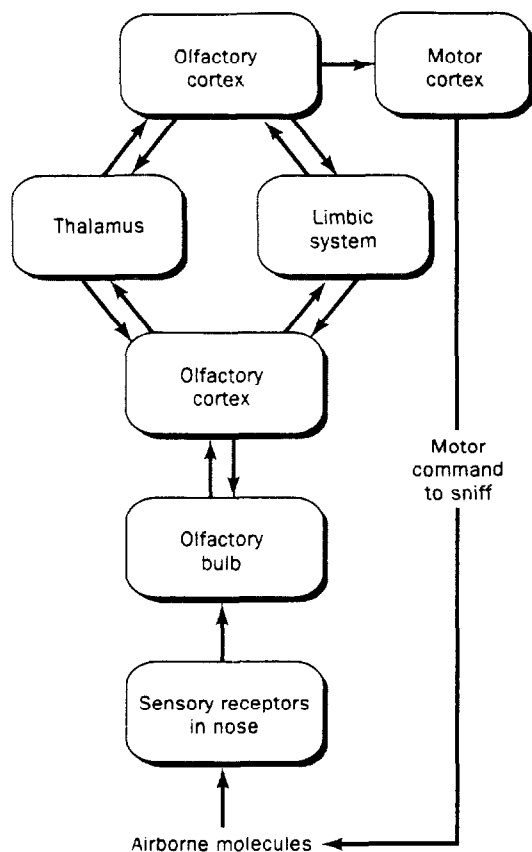 Olfactory
cortex
Motor
cortex
Thalamus
Limbic
system
Olfactory
cortex
Motor
command
to sniff
Olfactory
bulb
Sensory receptors
in nose
Airborne molecules